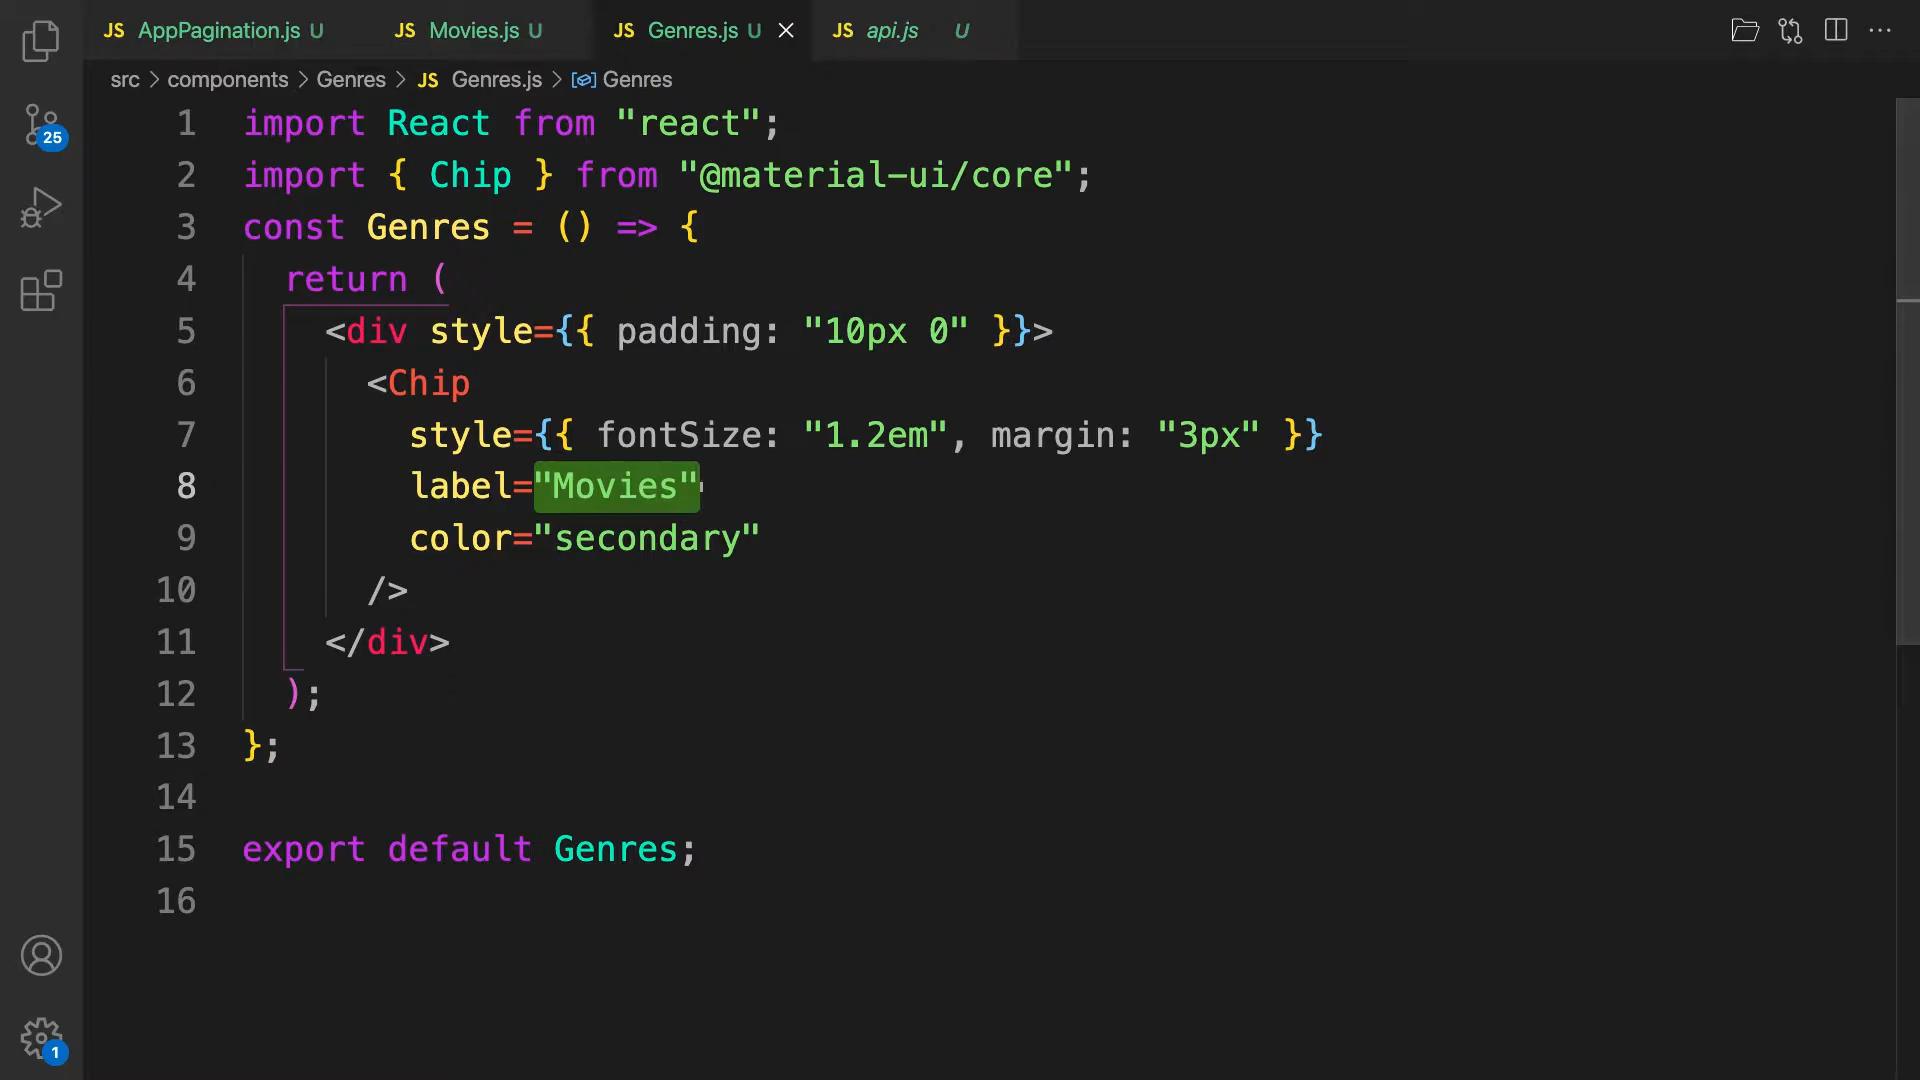 JS AppPagination.js U JS Movies.js U JS Genres.js U JS api.js U
src > components > Genres > JS Genres.js > Genres
25
1 import React from "react";
2 import { Chip } from "@material-ui/core";
3 const Genres = () => {
4 return (
5 <div style={{ padding: "10px 0" }}>
6 <Chip
7 style={{ fontSize: "1.2em", margin: "3px" }}
8 label="Movies"
9 color="secondary"
10 />
11 </div>
12 );
13 };
14
15 export default Genres;
16
1